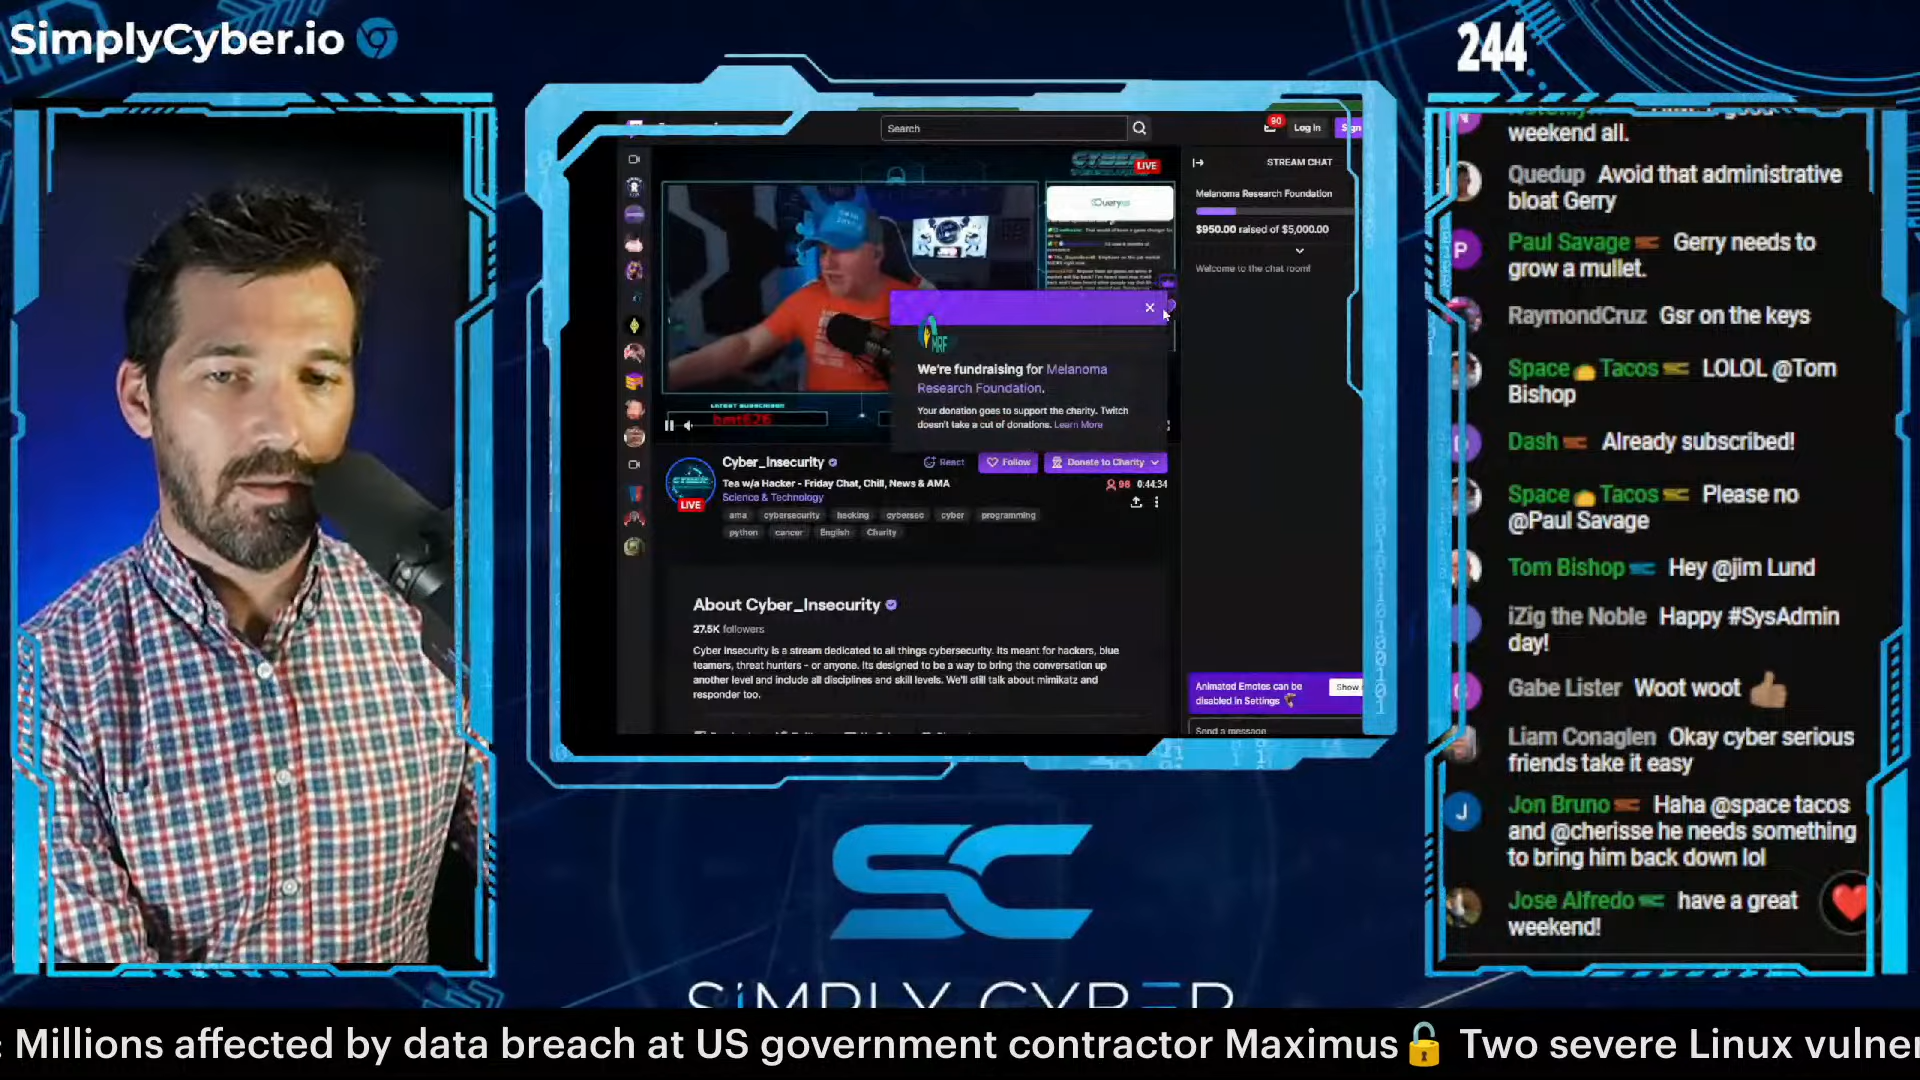 SimplyCyber.io
244
Search
90
Log In
LIVE
STREAM CHAT
Melanoma Research Foundation
$950.00 raised of $5,000.00
Welcome to the chat room!
MRF
We're fundraising for Melanoma
Research Foundation.
Your donation goes to support the charity. Twitch
doesn't take a cut of donations. Learn More
LATEST SUBSCRIBER
Cyber_Insecurity
React
Follow
Donate to Charity
Tea w/a Hacker - Friday Chat, Chill, News & AMA
98 0:44:34
Science & Technology
LIVE
ama cybersecurity hacking cybersec cyber programming
python cancer English Charity
About Cyber_Insecurity
27.5K followers
Cyber Insecurity is a stream dedicated to all things cybersecurity. Its meant for hackers, blue
teamers, threat hunters - or anyone. Its designed to be a way to bring the conversation up
another level and include all disciplines and skill levels. We'll still talk about mimikatz and
responder too.
Animated Emotes can be
disabled in Settings
Show
Send a message
weekend all.
Quedup Avoid that administrative
bloat Gerry
Paul Savage Gerry needs to
grow a mullet.
RaymondCruz Gsr on the keys
Space Tacos LOLOL @Tom
Bishop
Dash Already subscribed!
Space Tacos Please no
@Paul Savage
Tom Bishop Hey @jim Lund
iZig the Noble Happy #SysAdmin
day!
Gabe Lister Woot woot
Liam Conaglen Okay cyber serious
friends take it easy
Jon Bruno Haha @space tacos
and @cherisse he needs something
to bring him back down lol
Jose Alfredo have a great
weekend!
SC
SIMPLY CYBER
: Millions affected by data breach at US government contractor Maximus🔓 Two severe Linux vulner